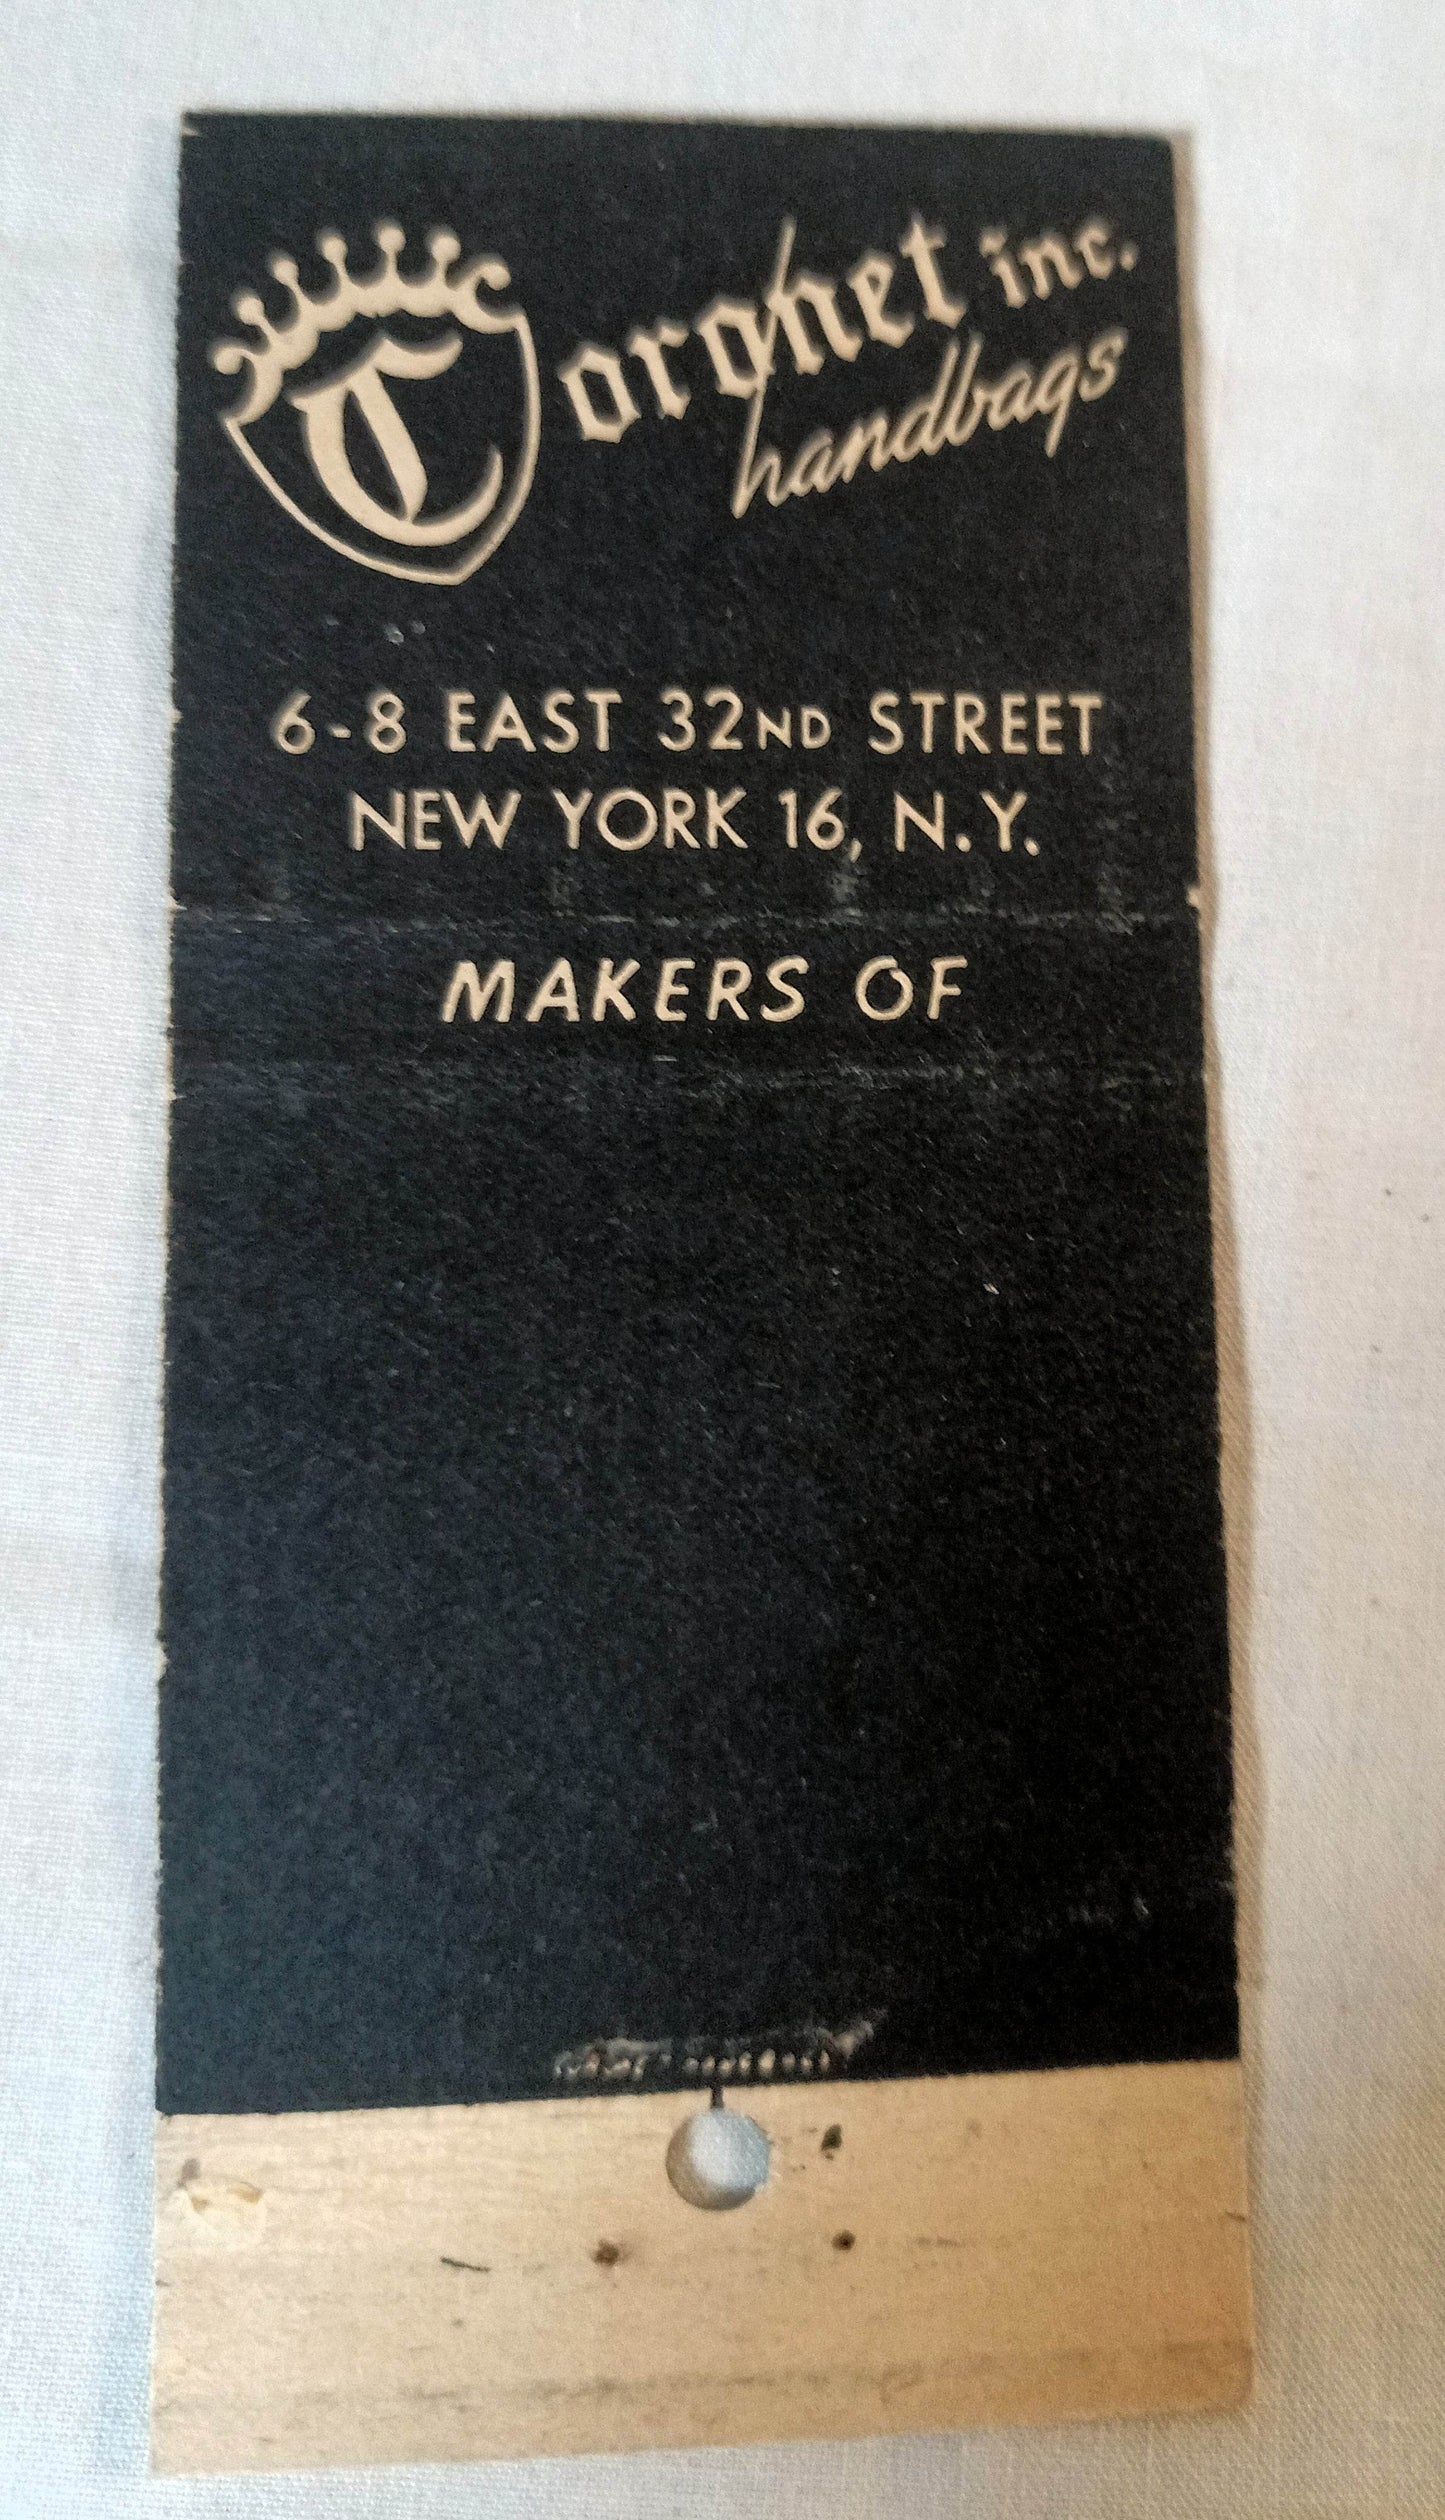 C
Coronet inc.
handbags
6-8 EAST 32ND STREET
NEW YORK 16, N.Y.
MAKERS OF